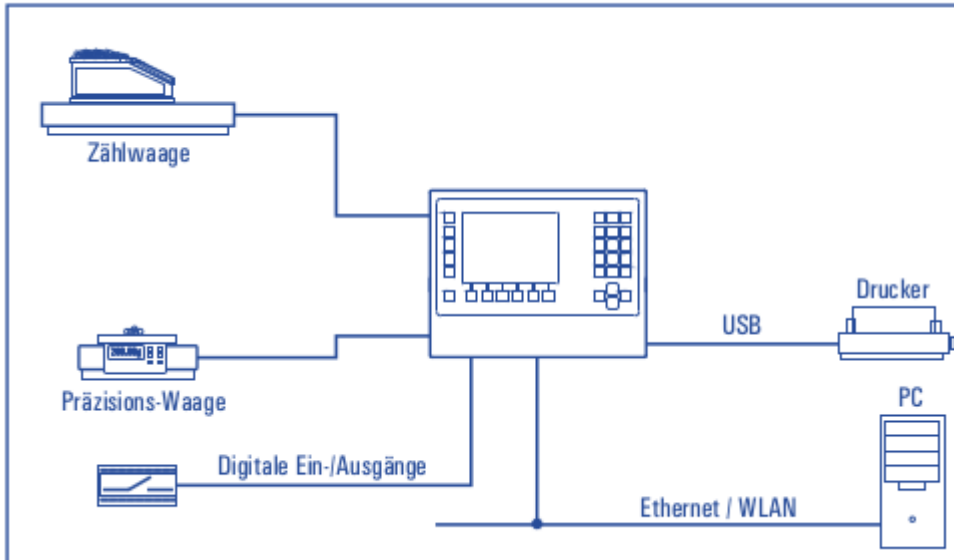 Zählwaage
Drucker
USB
Präzisions-Waage
PC
Digitale Ein-/Ausgänge
Ethernet / WLAN